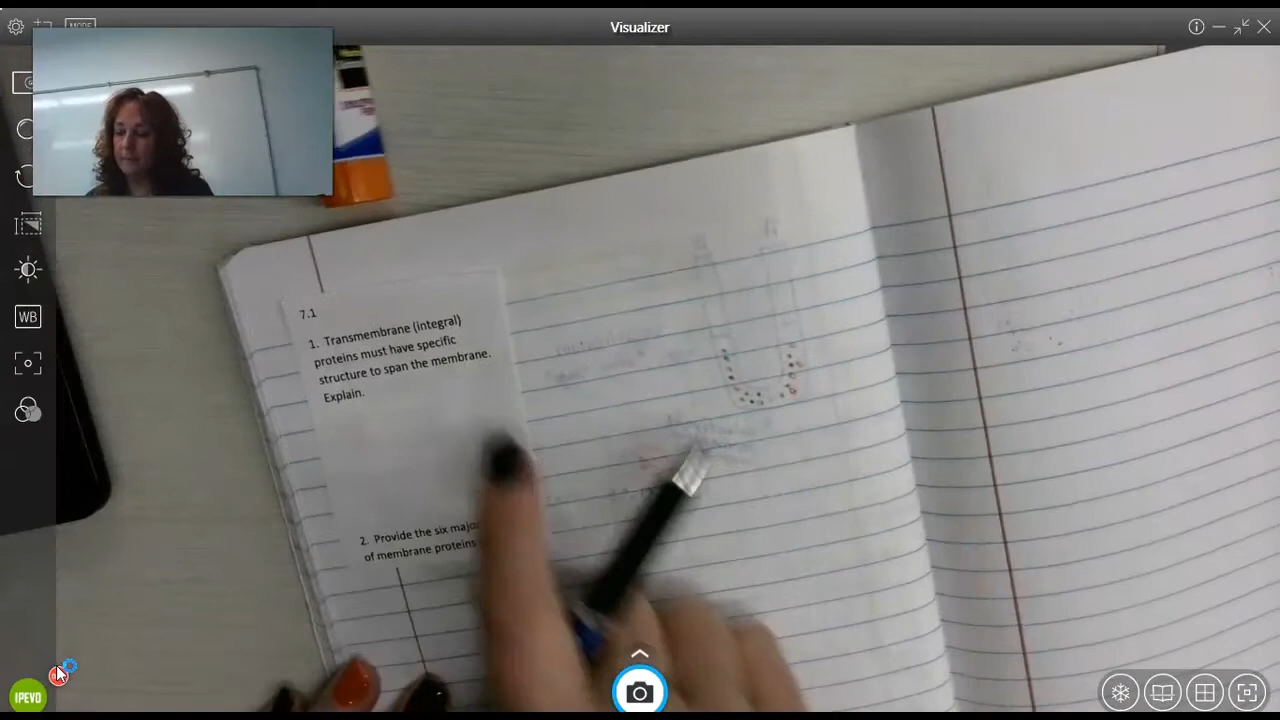 MODE
Visualizer
WB
7.1
1. Transmembrane (integral)
proteins must have specific
structure to span the membrane.
Explain.
2. Provide the six major
of membrane proteins
IPEVO